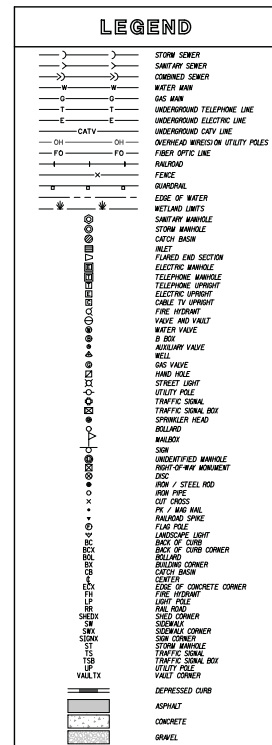 LEGEND
STORM SEWER
SANITARY SEWER
COMBINED SEWER
W W WATER MAIN
G G GAS MAIN
T T UNDERGROUND TELEPHONE LINE
E E UNDERGROUND ELECTRIC LINE
CATV UNDERGROUND CATV LINE
OH OH OVERHEAD WIRE(S)ON UTILITY POLES
FO FO FIBER OPTIC LINE
RAILROAD
FENCE
GUARDRAIL
EDGE OF WATER
WETLAND LIMITS
SANITARY MANHOLE
STORM MANHOLE
CATCH BASIN
INLET
FLARED END SECTION
E ELECTRIC MANHOLE
T TELEPHONE MANHOLE
T TELEPHONE UPRIGHT
E ELECTRIC UPRIGHT
C CABLE TV UPRIGHT
FIRE HYDRANT
VALVE AND VAULT
WATER VALVE
B BOX
AUXILIARY VALVE
WELL
GAS VALVE
HAND HOLE
STREET LIGHT
UTILITY POLE
TRAFFIC SIGNAL
TRAFFIC SIGNAL BOX
SPRINKLER HEAD
BOLLARD
MAILBOX
SIGN
UNIDENTIFIED MANHOLE
RIGHT-OF-WAY MONUMENT
DISC
IRON / STEEL ROD
IRON PIPE
CUT CROSS
PK / MAG NAIL
RAILROAD SPIKE
F FLAG POLE
LANDSCAPE LIGHT
BC BACK OF CURB
BCX BACK OF CURB CORNER
BOL BOLLARD
BX BUILDING CORNER
CB CATCH BASIN
CENTER
ECX EDGE OF CONCRETE CORNER
FH FIRE HYDRANT
LP LIGHT POLE
RR RAIL ROAD
SHEDX SHED CORNER
SW SIDEWALK
SWX SIDEWALK CORNER
SIGNX SIGN CORNER
ST STORM MANHOLE
TS TRAFFIC SIGNAL
TSB TRAFFIC SIGNAL BOX
UP UTILITY POLE
VAULTX VAULT CORNER
DEPRESSED CURB
ASPHALT
CONCRETE
GRAVEL